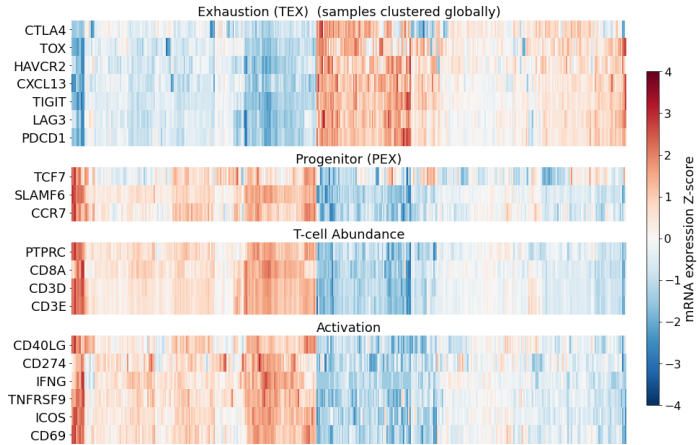 Exhaustion (TEX) (samples clustered globally)
CTLA4
TOX
HAVCR2
CXCL13
TIGIT
LAG3
PDCD1
Progenitor (PEX)
TCF7
SLAMF6
CCR7
T-cell Abundance
PTPRC
CD8A
CD3D
CD3E
Activation
CD40LG
CD274
IFNG
TNFRSF9
ICOS
CD69
4
3
2
1
0
−1
−2
−3
−4
mRNA expression Z-score